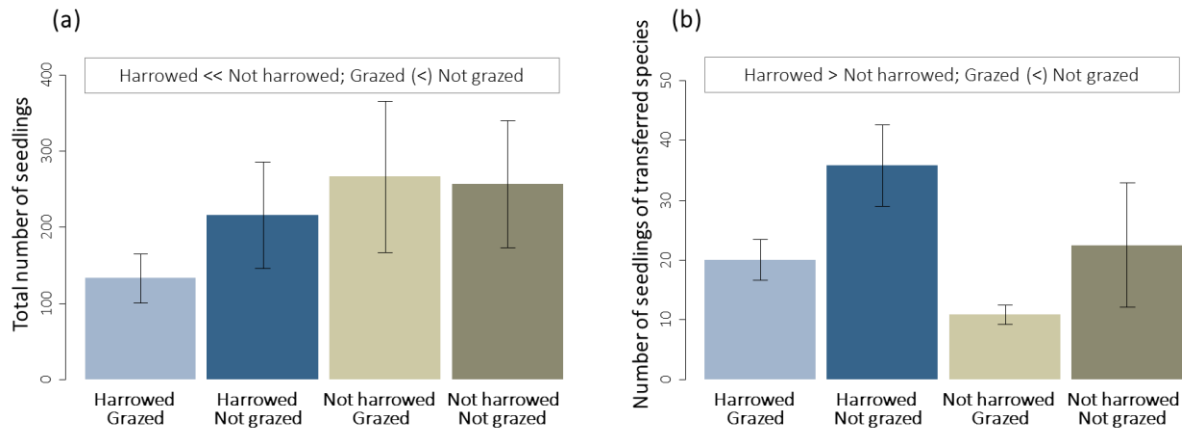 (a)
Harrowed << Not harrowed; Grazed (<) Not grazed
Total number of seedlings
400
300
200
100
0
Harrowed
Grazed
Harrowed
Not grazed
Not harrowed
Grazed
Not harrowed
Not grazed
(b)
Harrowed > Not harrowed; Grazed (<) Not grazed
Number of seedlings of transferred species
50
40
30
20
10
0
Harrowed
Grazed
Harrowed
Not grazed
Not harrowed
Grazed
Not harrowed
Not grazed